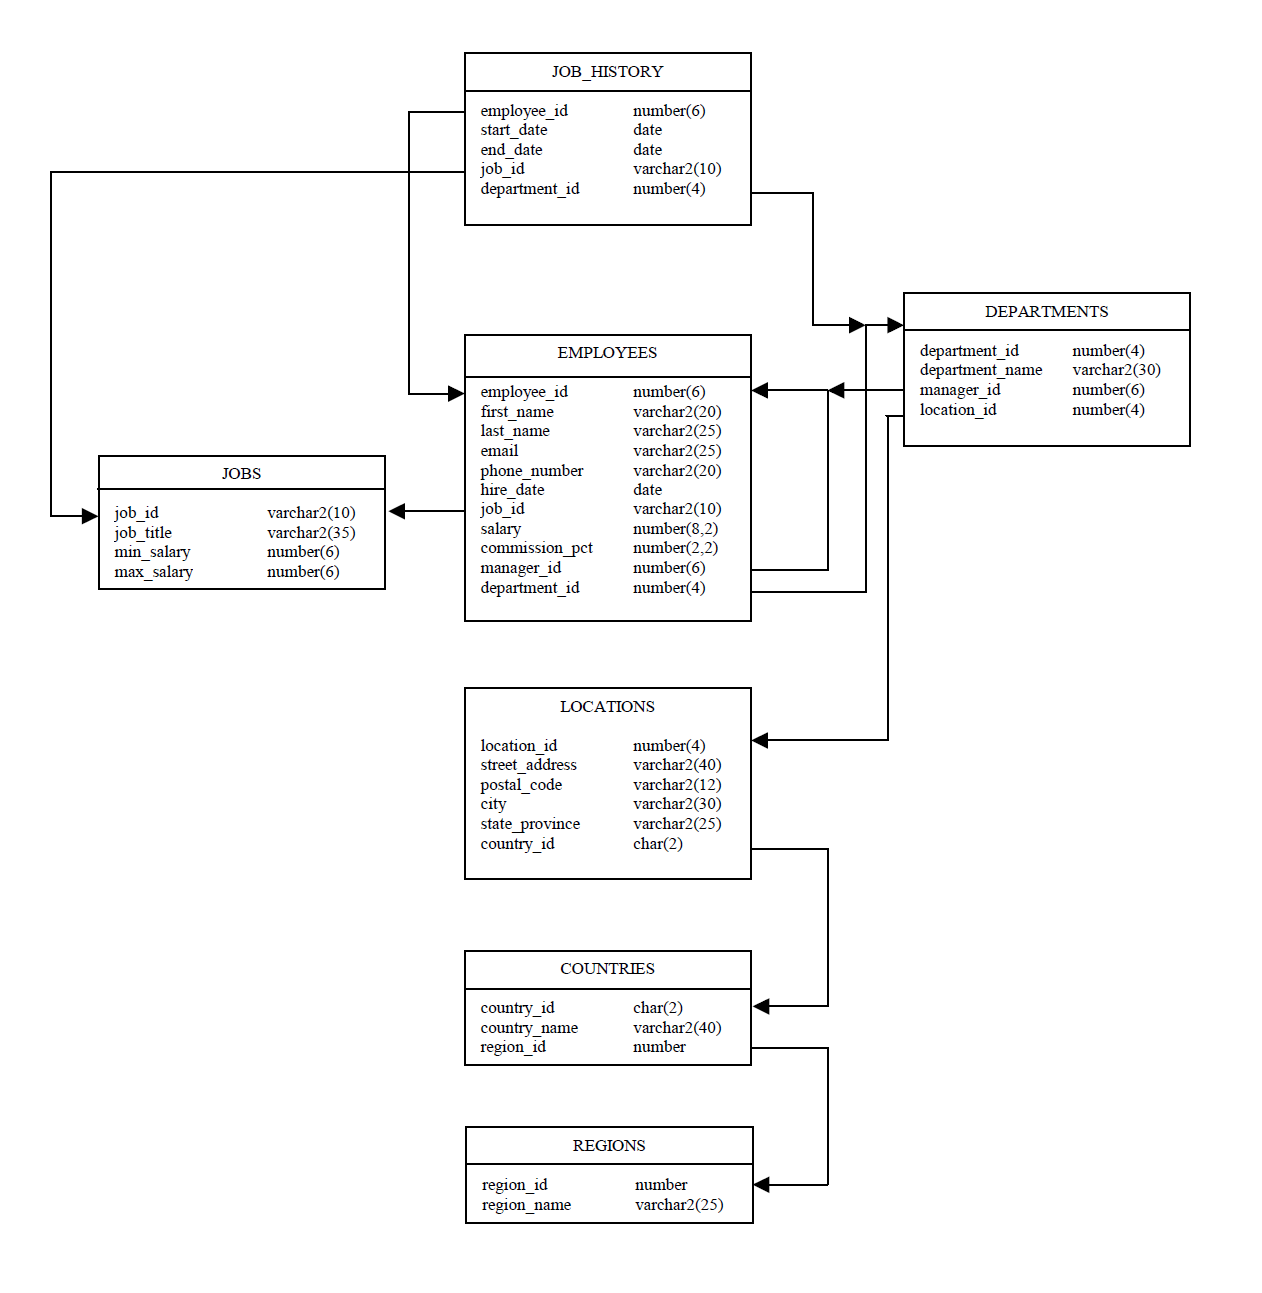 JOB_HISTORY
employee_id number(6)
start_date date
end_date date
job_id varchar2(10)
department_id number(4)
DEPARTMENTS
department_id number(4)
department_name varchar2(30)
manager_id number(6)
location_id number(4)
EMPLOYEES
employee_id number(6)
first_name varchar2(20)
last_name varchar2(25)
email varchar2(25)
phone_number varchar2(20)
hire_date date
job_id varchar2(10)
salary number(8,2)
commission_pct number(2,2)
manager_id number(6)
department_id number(4)
JOBS
job_id varchar2(10)
job_title varchar2(35)
min_salary number(6)
max_salary number(6)
LOCATIONS
location_id number(4)
street_address varchar2(40)
postal_code varchar2(12)
city varchar2(30)
state_province varchar2(25)
country_id char(2)
COUNTRIES
country_id char(2)
country_name varchar2(40)
region_id number
REGIONS
region_id number
region_name varchar2(25)